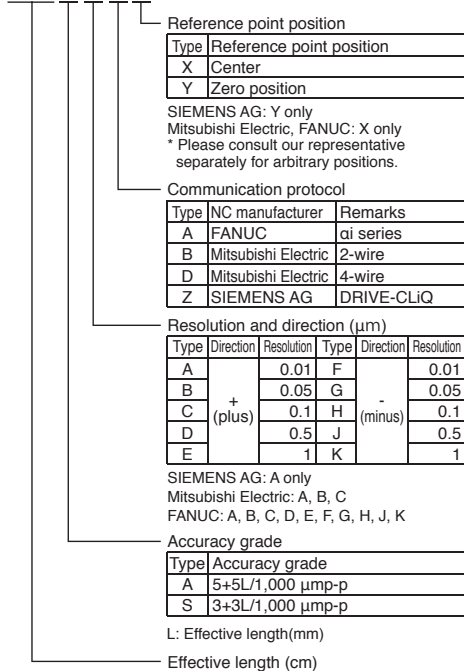 Reference point position
Type Reference point position
X Center
Y Zero position
SIEMENS AG: Y only
Mitsubishi Electric, FANUC: X only
* Please consult our representative
separately for arbitrary positions.
Communication protocol
Type NC manufacturer Remarks
A FANUC αi series
B Mitsubishi Electric 2-wire
D Mitsubishi Electric 4-wire
Z SIEMENS AG DRIVE-CLiQ
Resolution and direction (μm)
Type Direction Resolution Type Direction Resolution
A + (plus) 0.01 F - (minus) 0.01
B 0.05 G 0.05
C 0.1 H 0.1
D 0.5 J 0.5
E 1 K 1
SIEMENS AG: A only
Mitsubishi Electric: A, B, C
FANUC: A, B, C, D, E, F, G, H, J, K
Accuracy grade
Type Accuracy grade
A 5+5L/1,000 μmp-p
S 3+3L/1,000 μmp-p
L: Effective length(mm)
Effective length (cm)